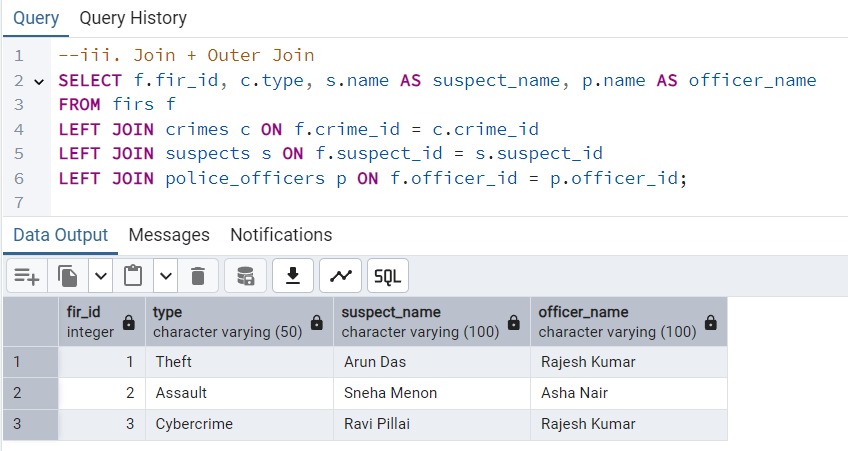 Query Query History
1 --iii. Join + Outer Join
2 SELECT f.fir_id, c.type, s.name AS suspect_name, p.name AS officer_name
3 FROM firs f
4 LEFT JOIN crimes c ON f.crime_id = c.crime_id
5 LEFT JOIN suspects s ON f.suspect_id = s.suspect_id
6 LEFT JOIN police_officers p ON f.officer_id = p.officer_id;
7
Data Output Messages Notifications
SQL
fir_id type suspect_name officer_name
integer character varying (50) character varying (100) character varying (100)
1 1 Theft Arun Das Rajesh Kumar
2 2 Assault Sneha Menon Asha Nair
3 3 Cybercrime Ravi Pillai Rajesh Kumar